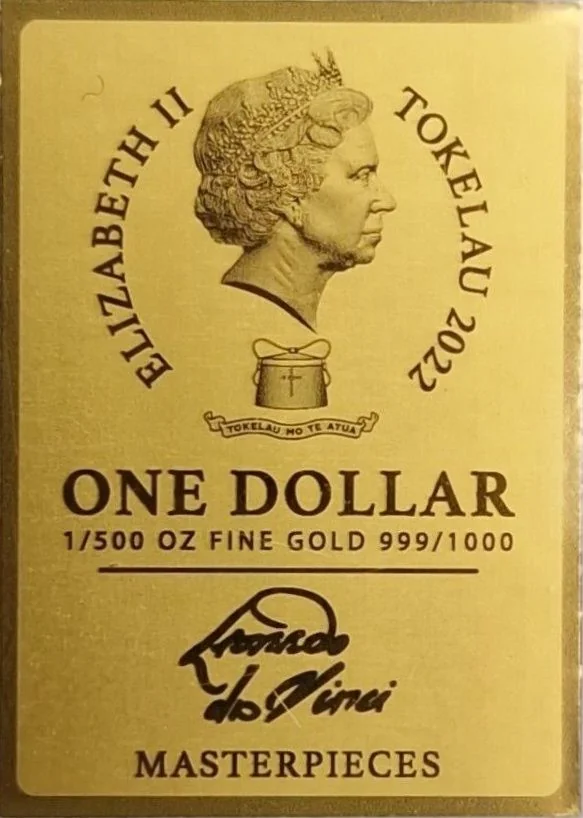 ELIZABETH II
TOKELAU 2022
TOKELAU MO TE ATUA
ONE DOLLAR
1/500 OZ FINE GOLD 999/1000
Leonardo
da Vinci
MASTERPIECES